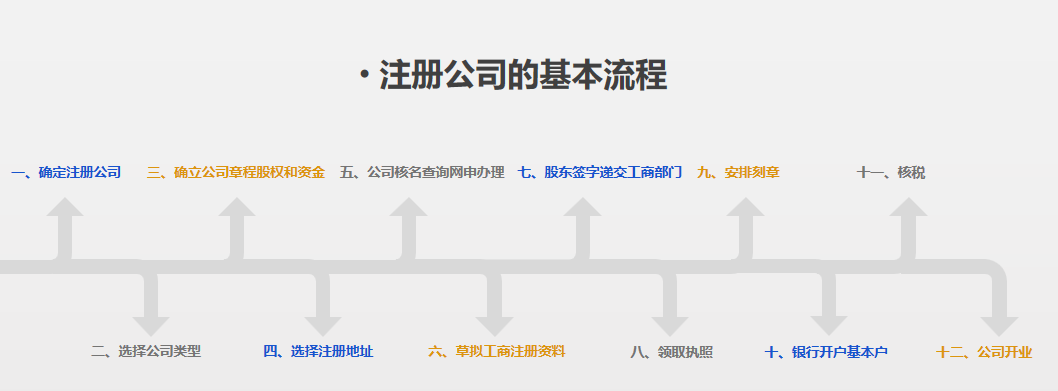 · 注册公司的基本流程
一、确定注册公司
三、确立公司章程股权和资金
五、公司核名查询网申办理
七、股东签字递交工商部门
九、安排刻章
十一、核税
二、选择公司类型
四、选择注册地址
六、草拟工商注册资料
八、领取执照
十、银行开户基本户
十二、公司开业